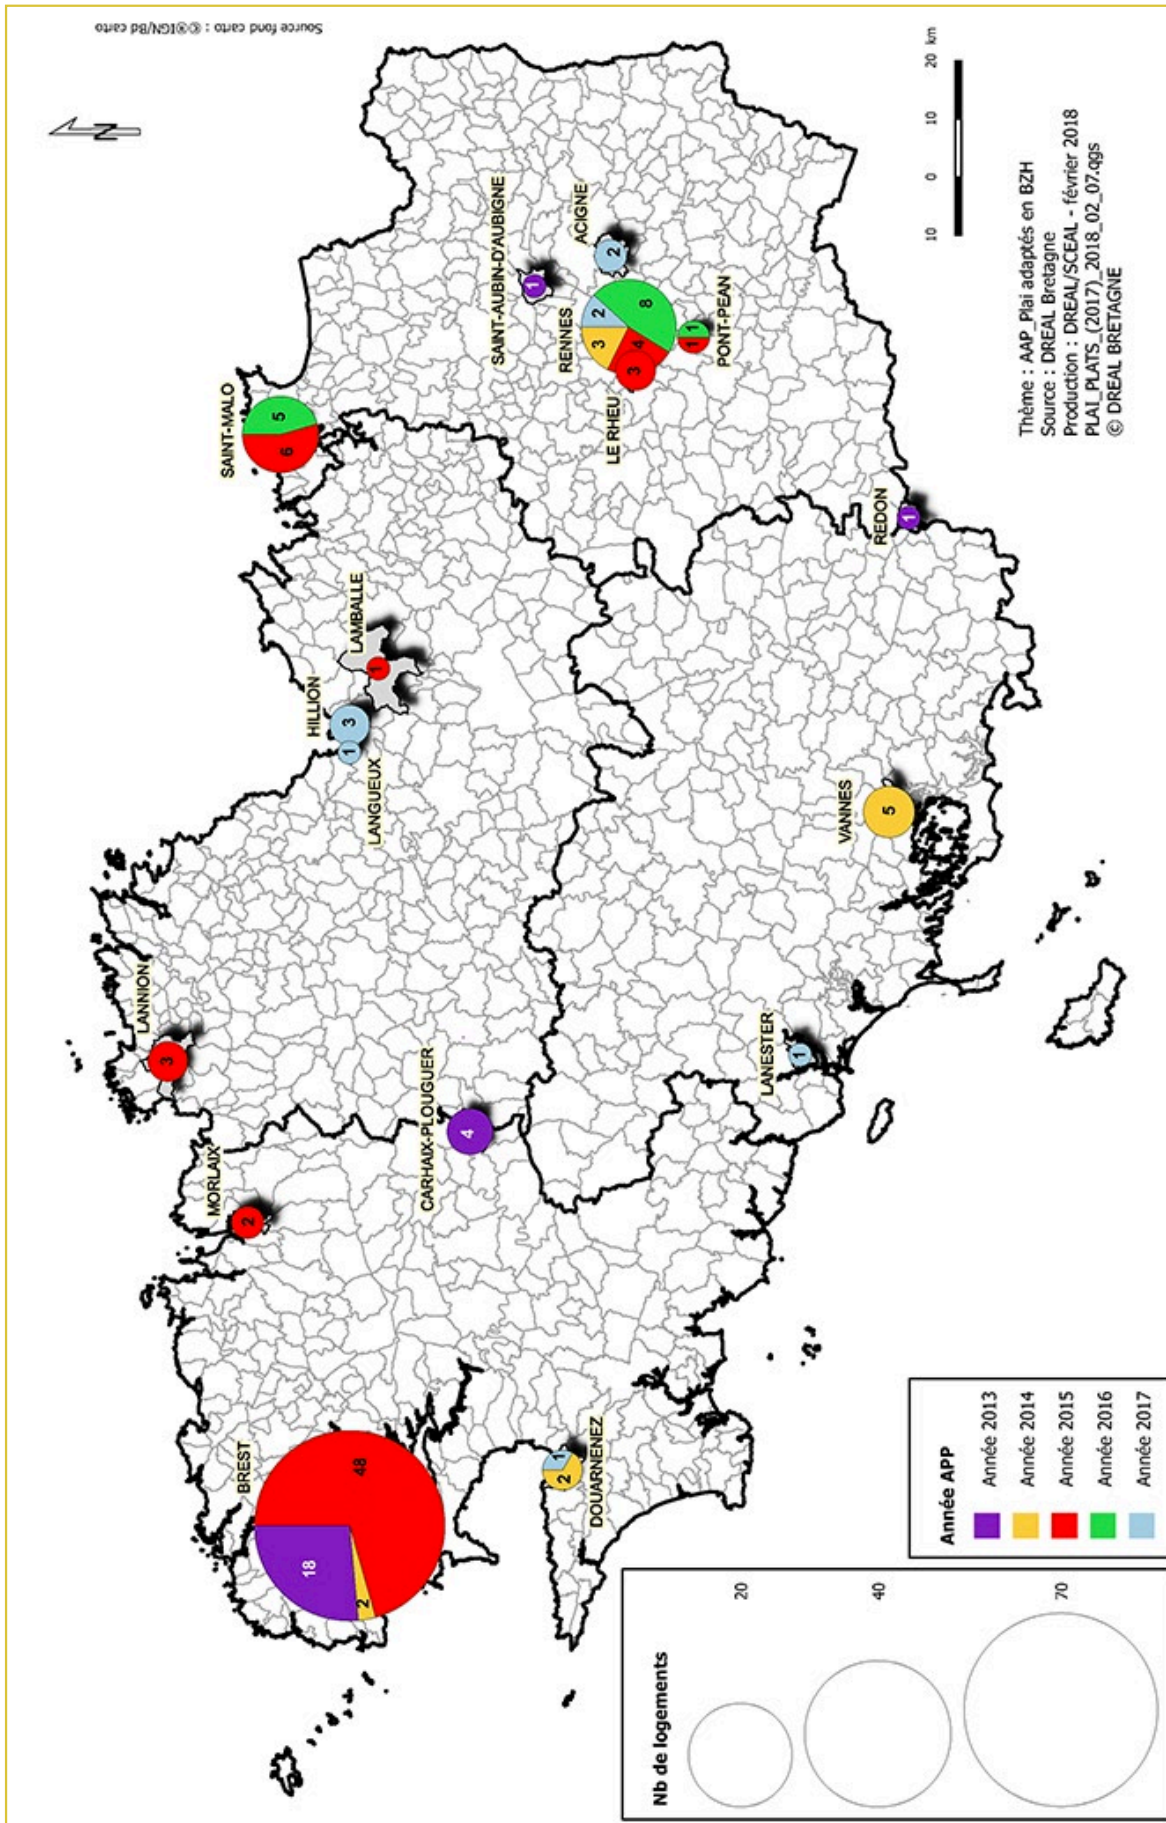 Source fond carto : ©®IGN/Bd carto
N
SAINT-MALO
5
6
LANNION
3
MORLAIX
2
HILLION
3
LAMBALLE
1
LANGUEUX
1
BREST
18
48
2
CARHAIX-PLOUGUER
4
SAINT-AUBIN-D'AUBIGNE
1
ACIGNE
2
RENNES
3
2
4
8
LE RHEU
3
PONT-PEAN
1
1
DOUARNENEZ
2
1
REDON
1
VANNES
5
LANESTER
1
10 0 10 20 km
Nb de logements
20
40
70
Année APP
Année 2013
Année 2014
Année 2015
Année 2016
Année 2017
Thème : AAP_Plai adaptés en BZH
Source : DREAL Bretagne
Production : DREAL/SCEAL - février 2018
PLAI_PLATS_(2017)_2018_02_07.qgs
© DREAL BRETAGNE